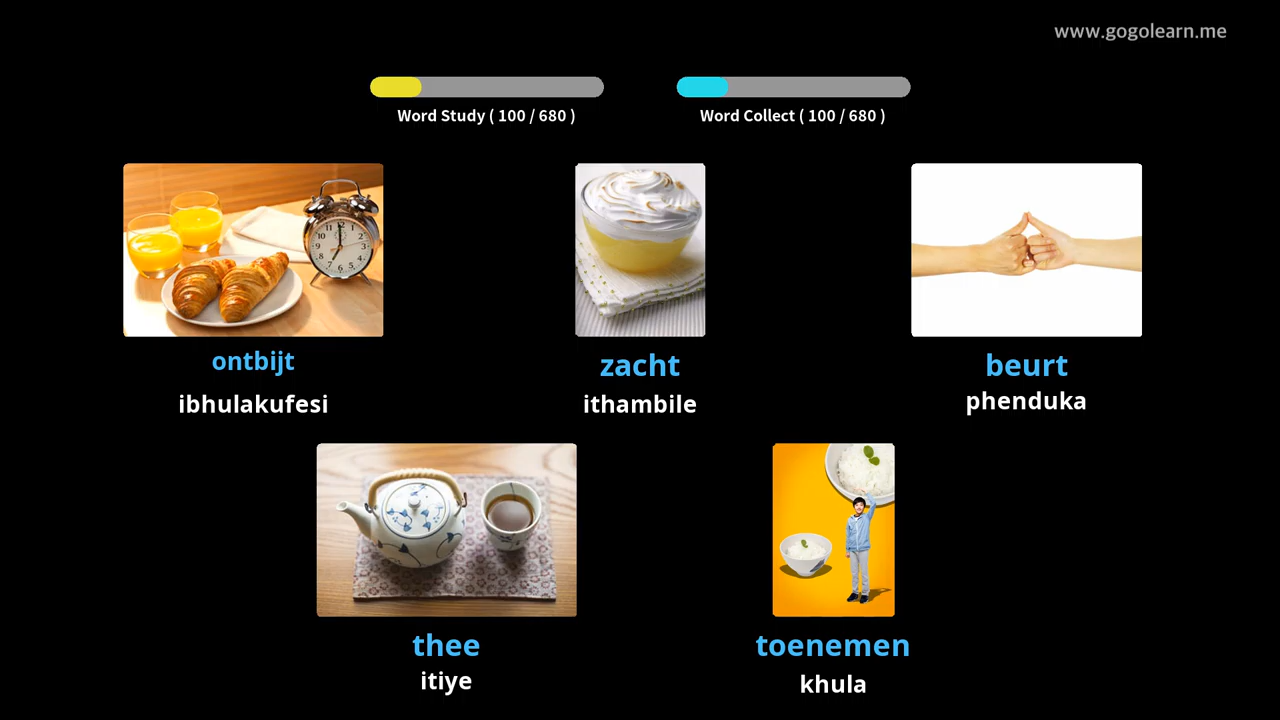 www.gogolearn.me
Word Study ( 100 / 680 )
Word Collect ( 100 / 680 )
ontbijt
ibhulakufesi
zacht
ithambile
beurt
phenduka
thee
itiye
toenemen
khula